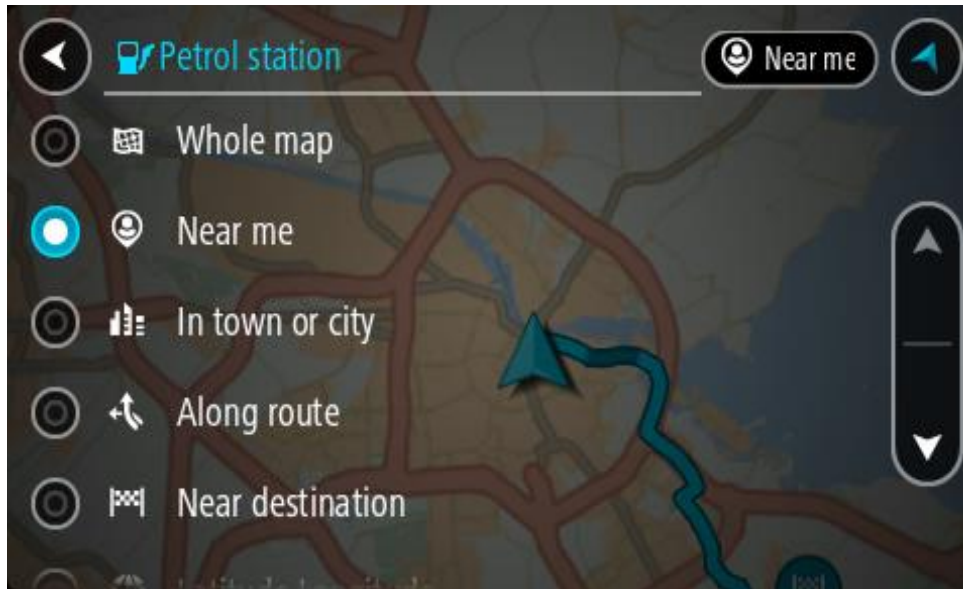 Petrol station
Near me
Whole map
Near me
In town or city
Along route
Near destination